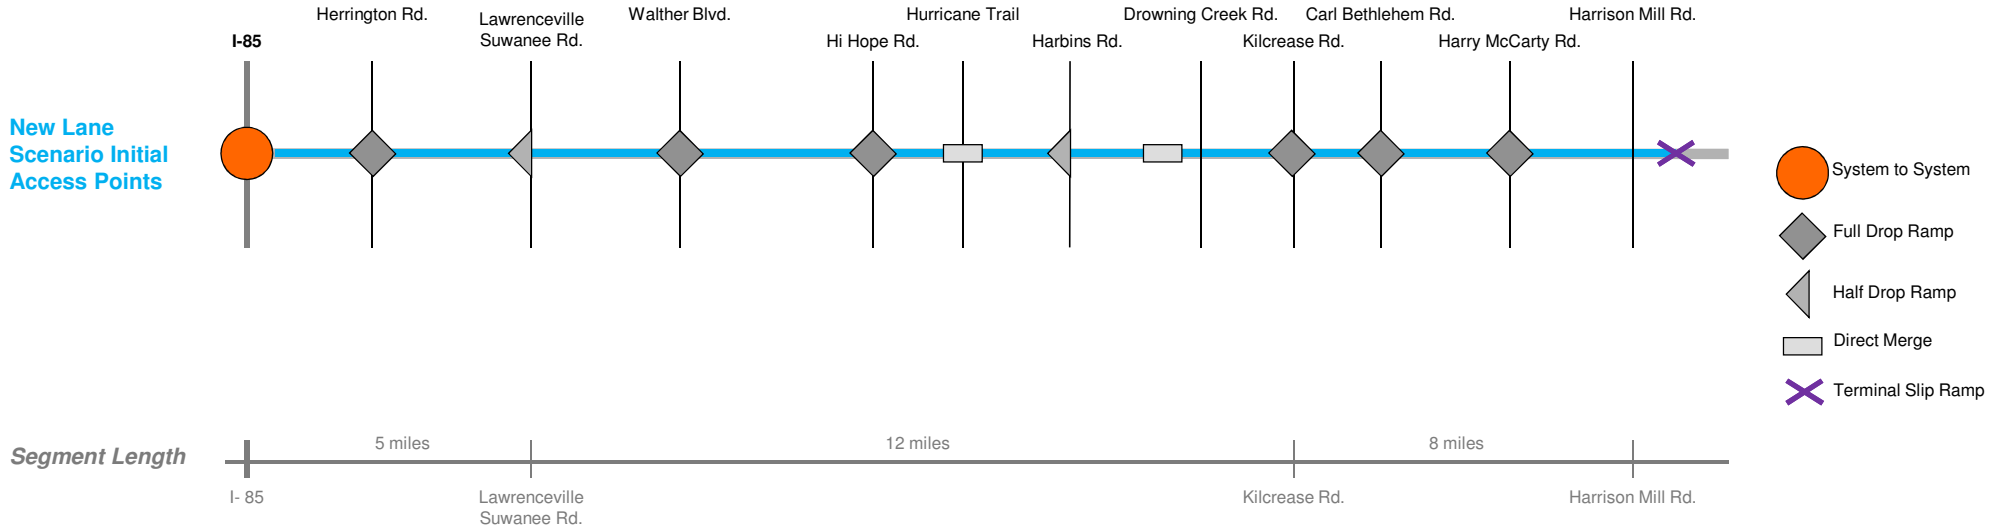 Herrington Rd.
Lawrenceville
Suwanee Rd.
Walther Blvd.
Hurricane Trail
Drowning Creek Rd.
Carl Bethlehem Rd.
Harrison Mill Rd.
I-85
Hi Hope Rd.
Harbins Rd.
Kilcrease Rd.
Harry McCarty Rd.
New Lane
Scenario Initial
Access Points
System to System
Full Drop Ramp
Half Drop Ramp
Direct Merge
Terminal Slip Ramp
Segment Length
5 miles
12 miles
8 miles
I- 85
Lawrenceville
Suwanee Rd.
Kilcrease Rd.
Harrison Mill Rd.